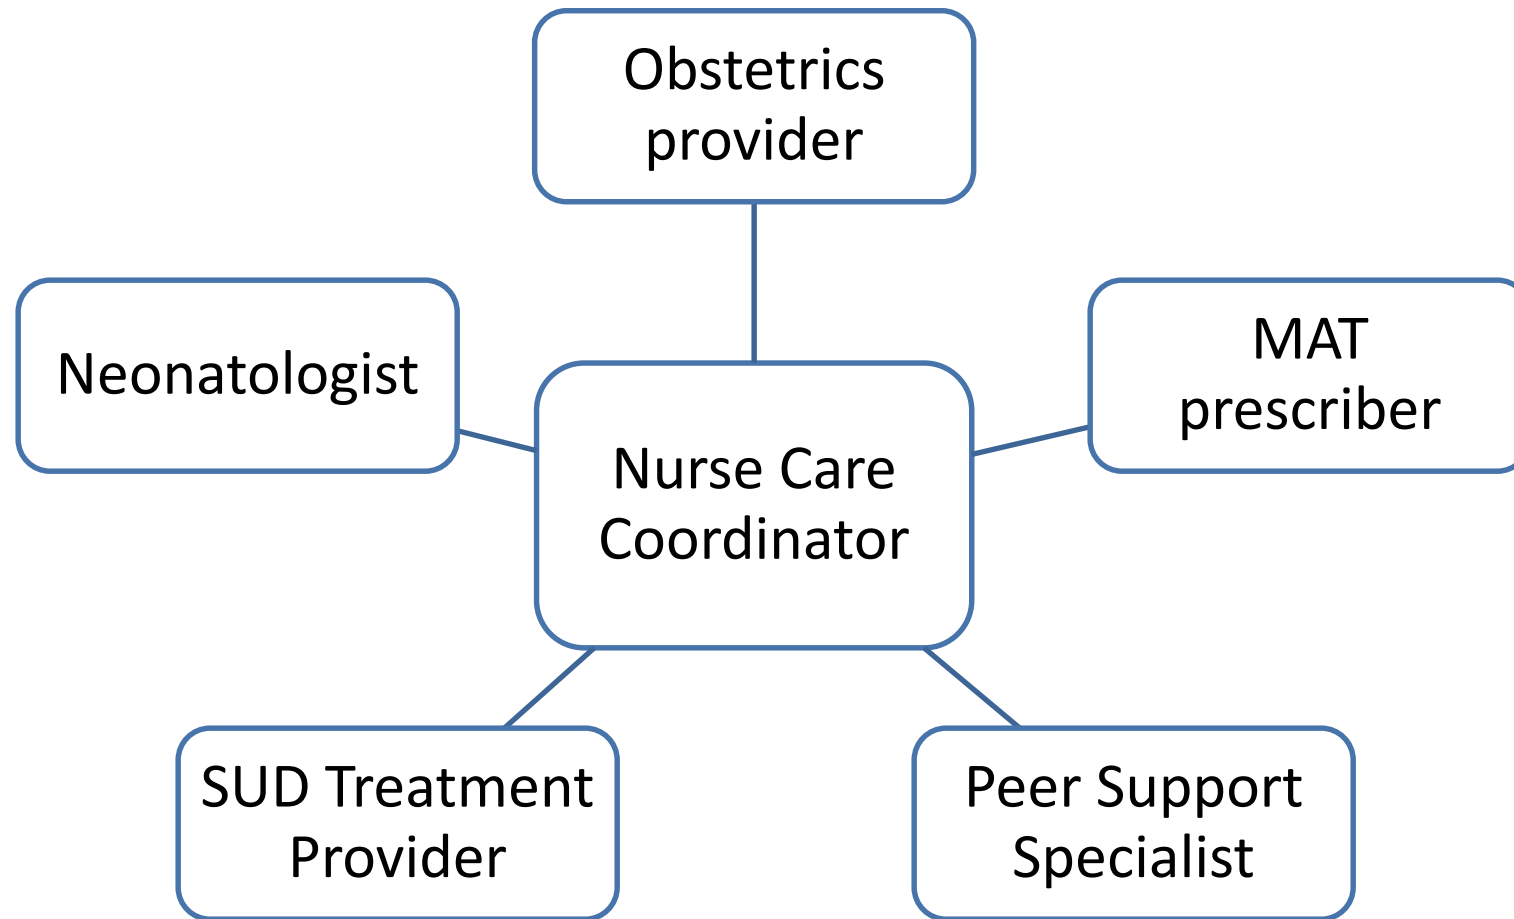 Obstetrics
provider
Neonatologist
MAT
prescriber
Nurse Care
Coordinator
SUD Treatment
Provider
Peer Support
Specialist